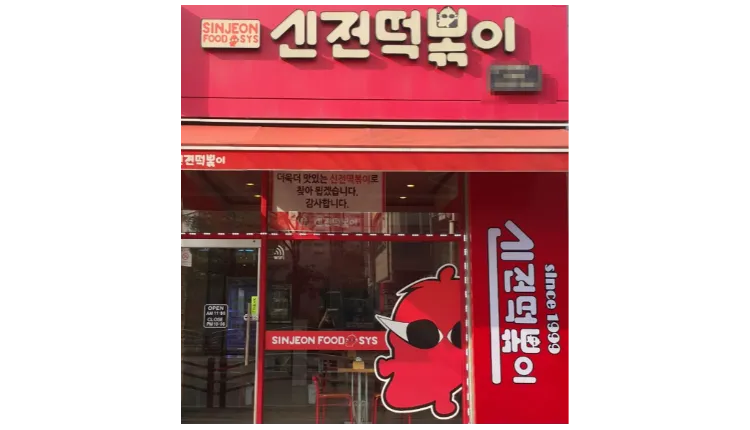 SINJEON
FOOD SYS
신전떡볶이
신전떡볶이
더욱더 맛있는 신전떡볶이로
찾아 뵙겠습니다.
감사합니다.
OPEN
CLOSE
SINJEON FOOD SYS
since 1999
신전떡볶이